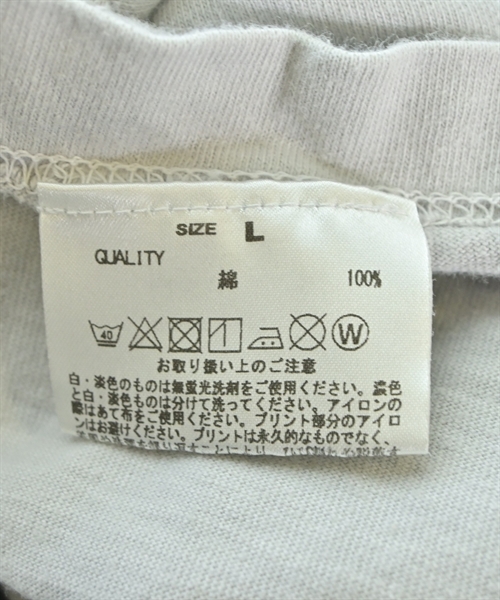 SIZE L
QUALITY
綿 100%
40 W
お取り扱い上のご注意
白・淡色のものは無蛍光洗剤をご使用ください。濃色
と白・淡色ものは分けて洗ってください。アイロンの
際はあて布をご使用ください。プリント部分のアイロ
ンはお避けください。プリントは永久的なものでなく、